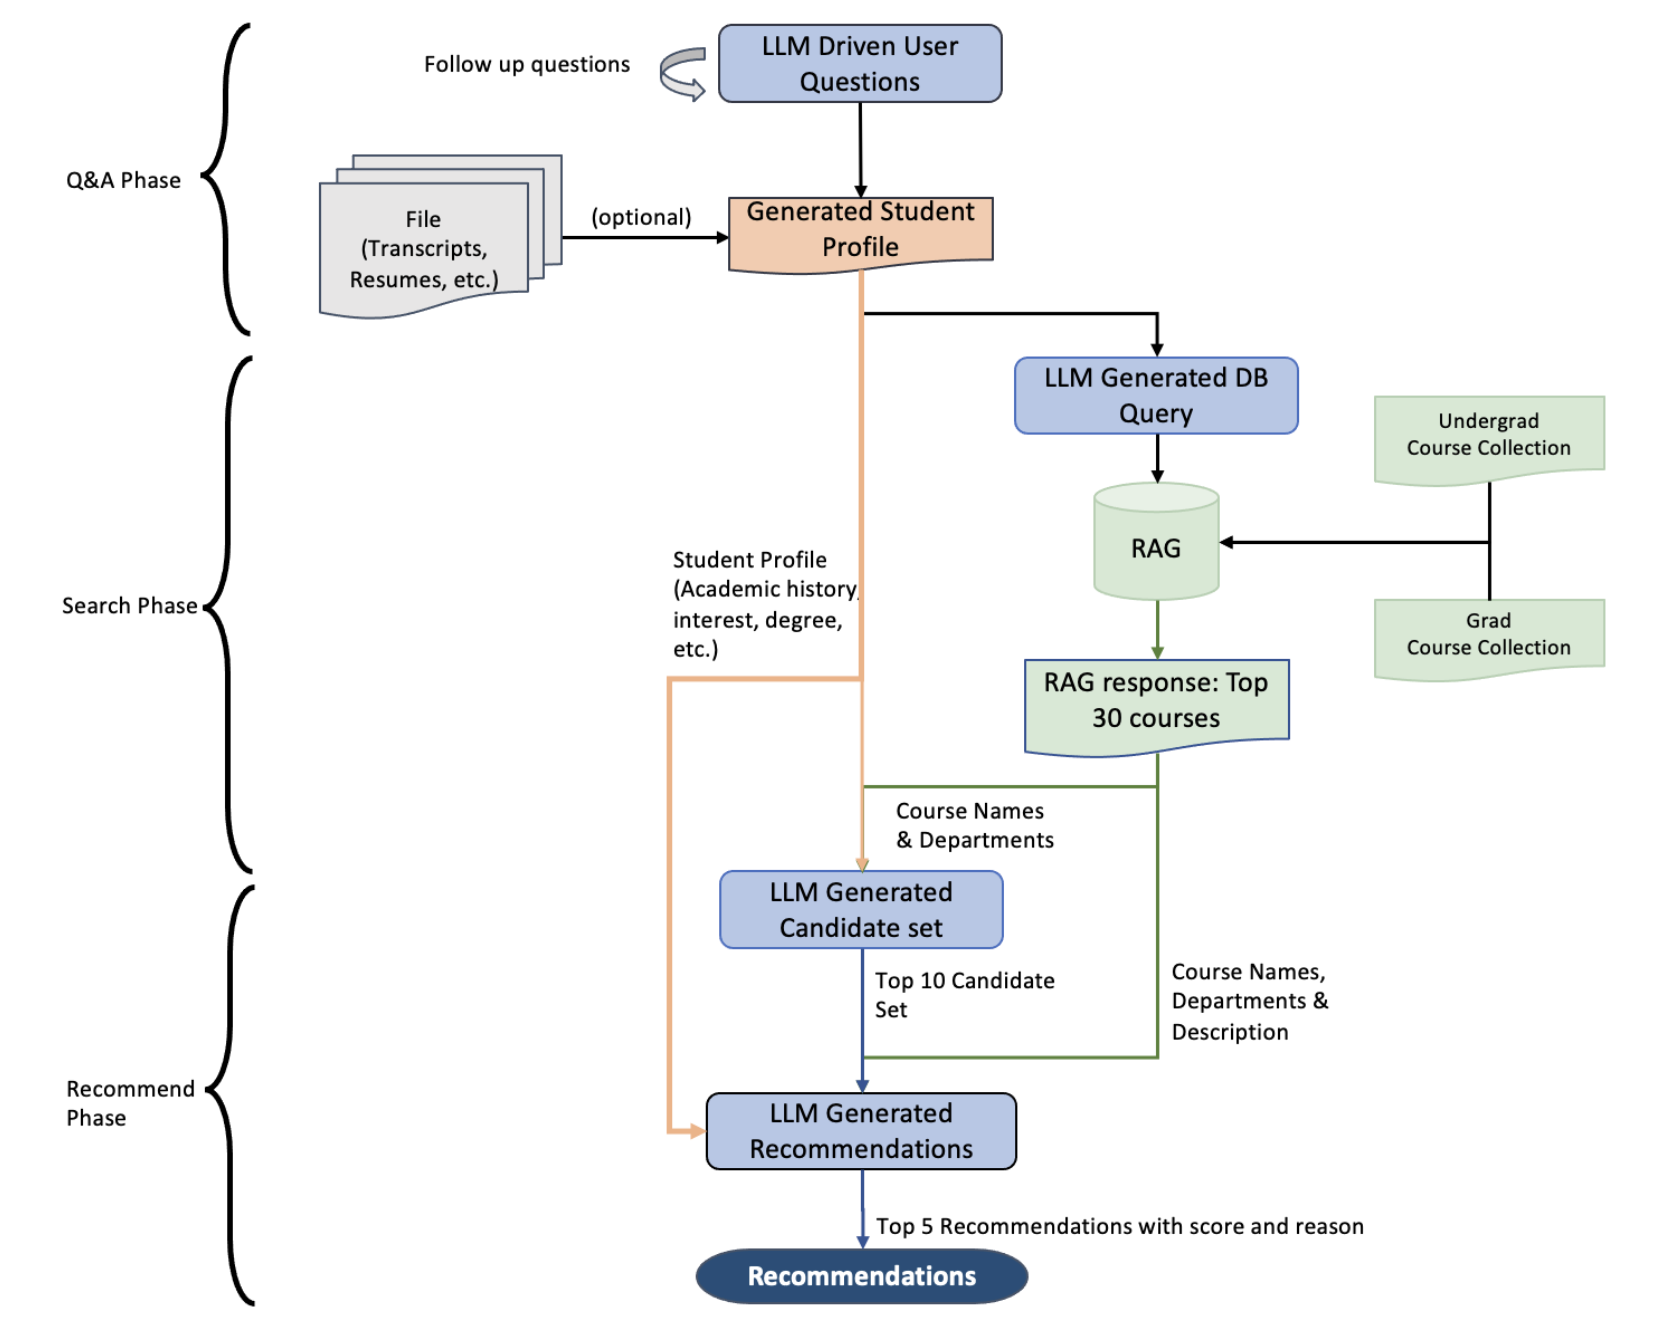 LLM Driven User
Questions
Follow up questions
Q&A Phase
File
(Transcripts,
Resumes, etc.)
(optional)
Generated Student
Profile
LLM Generated DB
Query
Undergrad
Course Collection
RAG
Grad
Course Collection
Search Phase
Student Profile
(Academic history,
interest, degree,
etc.)
RAG response: Top
30 courses
Course Names
& Departments
LLM Generated
Candidate set
Top 10 Candidate
Set
Course Names,
Departments &
Description
Recommend
Phase
LLM Generated
Recommendations
Top 5 Recommendations with score and reason
Recommendations